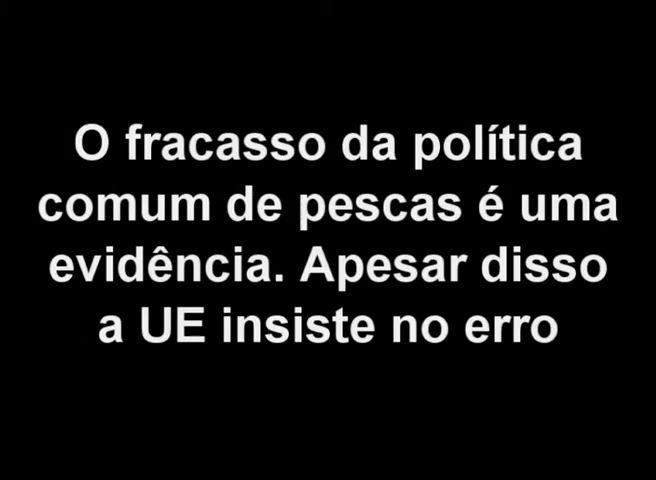 O fracasso da política
comum de pescas é uma
evidência. Apesar disso
a UE insiste no erro